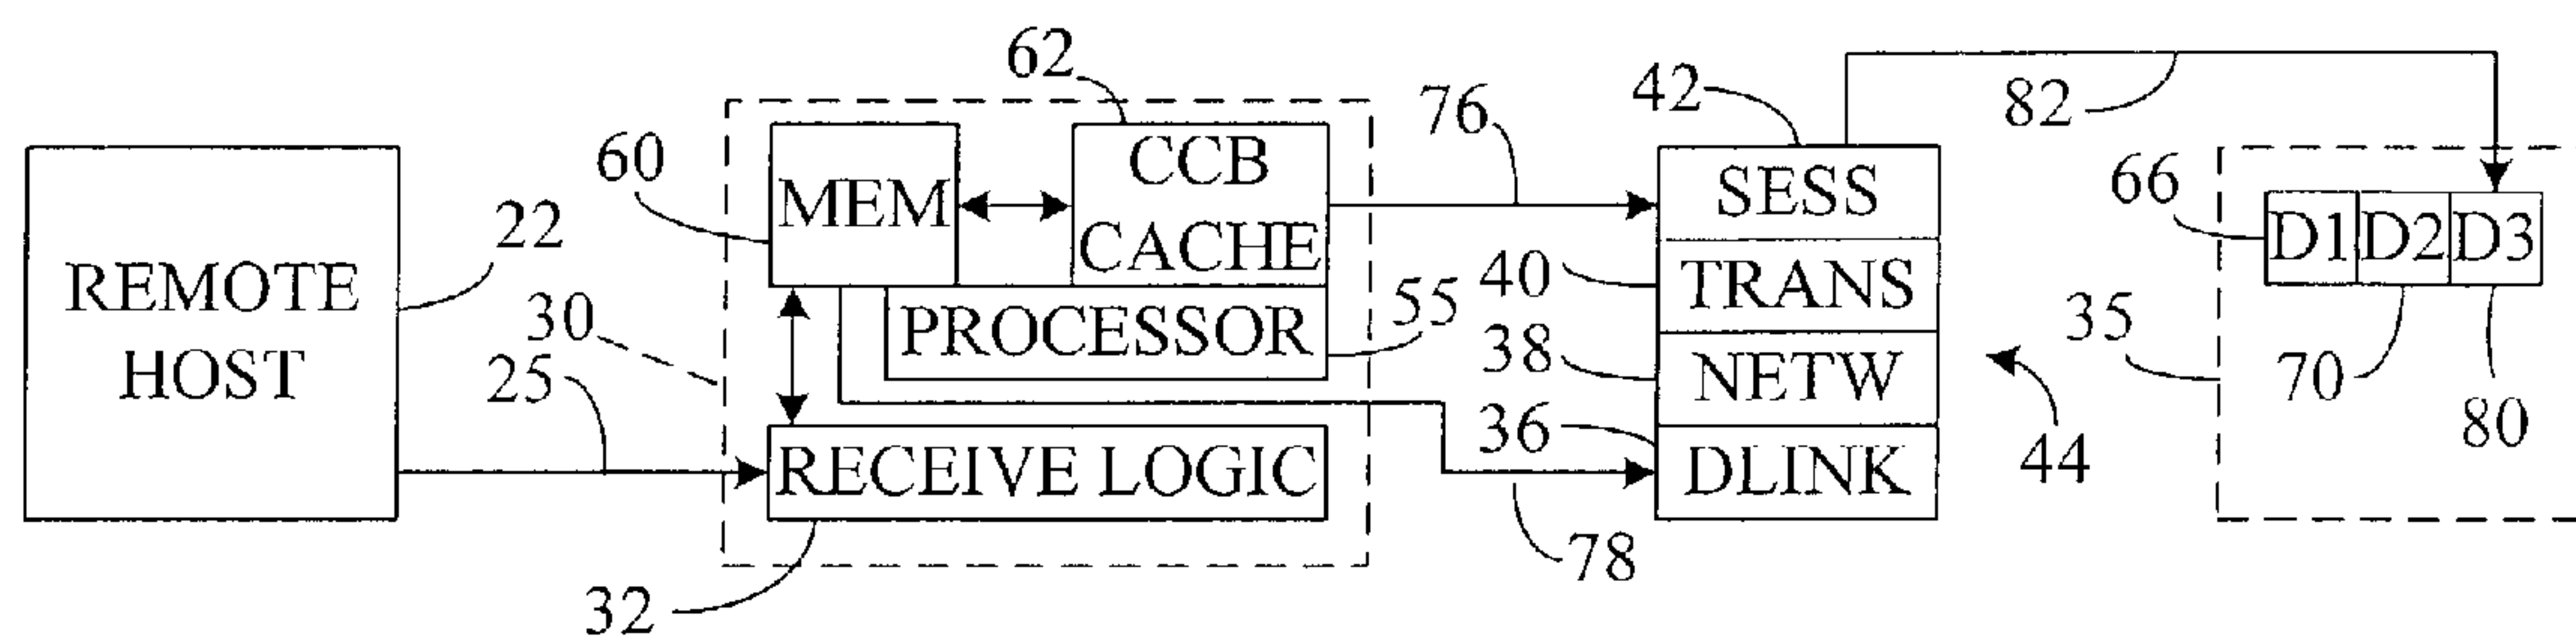 62
42
82
76
60
MEM
CCB
CACHE
SESS
66
D1 D2 D3
22
REMOTE
HOST
30
25
PROCESSOR
55
40
TRANS
38
NETW
35
70
80
36
RECEIVE LOGIC
DLINK
44
32
78